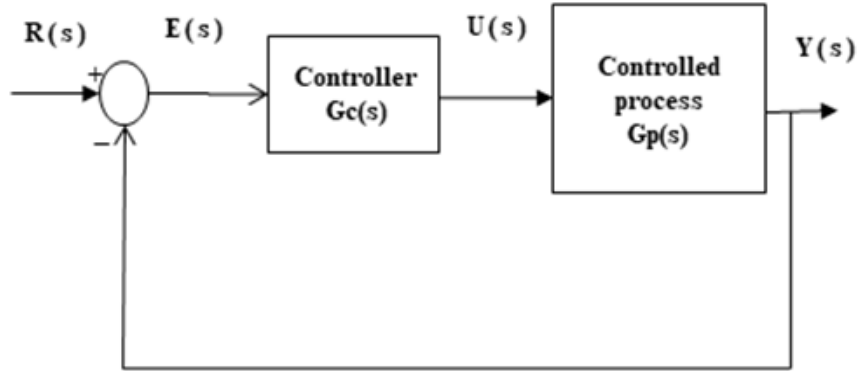 R(s)
E(s)
U(s)
Y(s)
+
Controller
Gc(s)
Controlled
process
Gp(s)
−